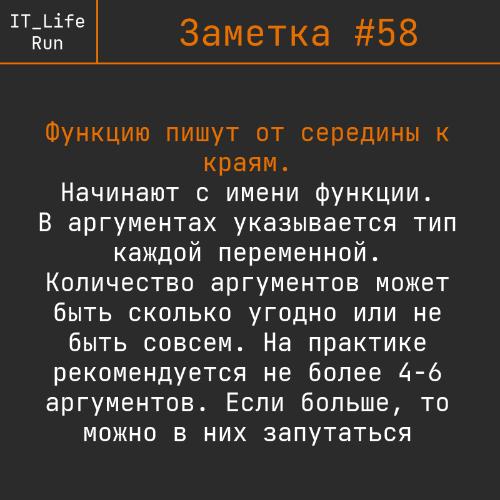 IT_Life
Run
Заметка #58
Функцию пишут от середины к
краям.
Начинают с имени функции.
В аргументах указывается тип
каждой переменной.
Количество аргументов может
быть сколько угодно или не
быть совсем. На практике
рекомендуется не более 4-6
аргументов. Если больше, то
можно в них запутаться